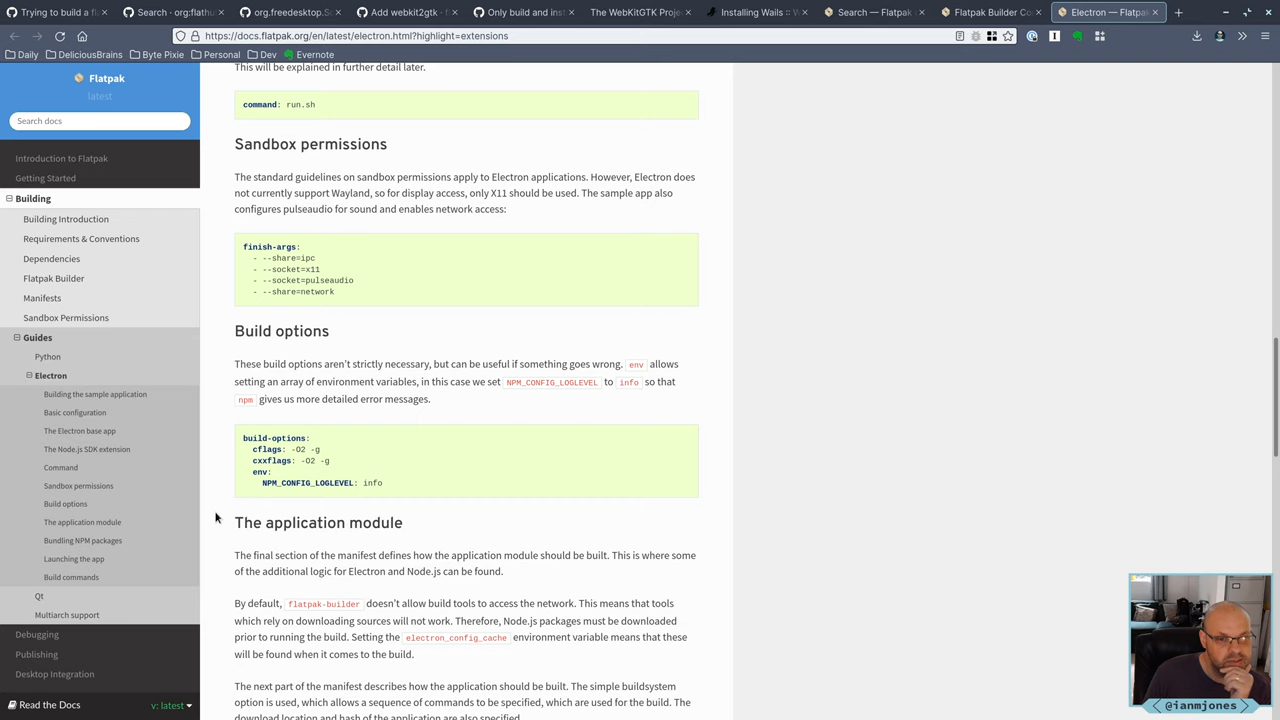 Trying to find a
Search · org:flathu
org.freedesktop.S
Add webkit2gtk ·
Only build and inst
The WebKitGTK Proje
Installing Wails :: W
Search — Flatpak
Flatpak Builder Co
Electron — Flatpak
https://docs.flatpak.org/en/latest/electron.html?highlight=extensions
Daily
DeliciousBrains
Byte Pixie
Personal
Dev
Evernote
Flatpak
latest
Search docs
Introduction to Flatpak
Getting Started
Building
Building Introduction
Requirements & Conventions
Dependencies
Flatpak Builder
Manifests
Sandbox Permissions
Guides
Python
Electron
Building the sample application
Basic configuration
The Electron base app
The Node.js SDK extension
Command
Sandbox permissions
Build options
The application module
Bundling NPM packages
Launching the app
Build commands
Qt
Multiarch support
Debugging
Publishing
Desktop Integration
Read the Docs
v: latest
This will be explained in further detail later.
command: run.sh
Sandbox permissions
The standard guidelines on sandbox permissions apply to Electron applications. However, Electron does
not currently support Wayland, so for display access, only X11 should be used. The sample app also
configures pulseaudio for sound and enables network access:
finish-args:
- --share=ipc
- --socket=x11
- --socket=pulseaudio
- --share=network
Build options
These build options aren't strictly necessary, but can be useful if something goes wrong. env allows
setting an array of environment variables, in this case we set NPM_CONFIG_LOGLEVEL to info so that
npm gives us more detailed error messages.
build-options:
cflags: -O2 -g
cxxflags: -O2 -g
env:
NPM_CONFIG_LOGLEVEL: info
The application module
The final section of the manifest defines how the application module should be built. This is where some
of the additional logic for Electron and Node.js can be found.
By default, flatpak-builder doesn't allow build tools to access the network. This means that tools
which rely on downloading sources will not work. Therefore, Node.js packages must be downloaded
prior to running the build. Setting the electron_config_cache environment variable means that these
will be found when it comes to the build.
The next part of the manifest describes how the application should be built. The simple buildsystem
option is used, which allows a sequence of commands to be specified, which are used for the build. The
download location and hash of the application are also specified.
@ianmjones